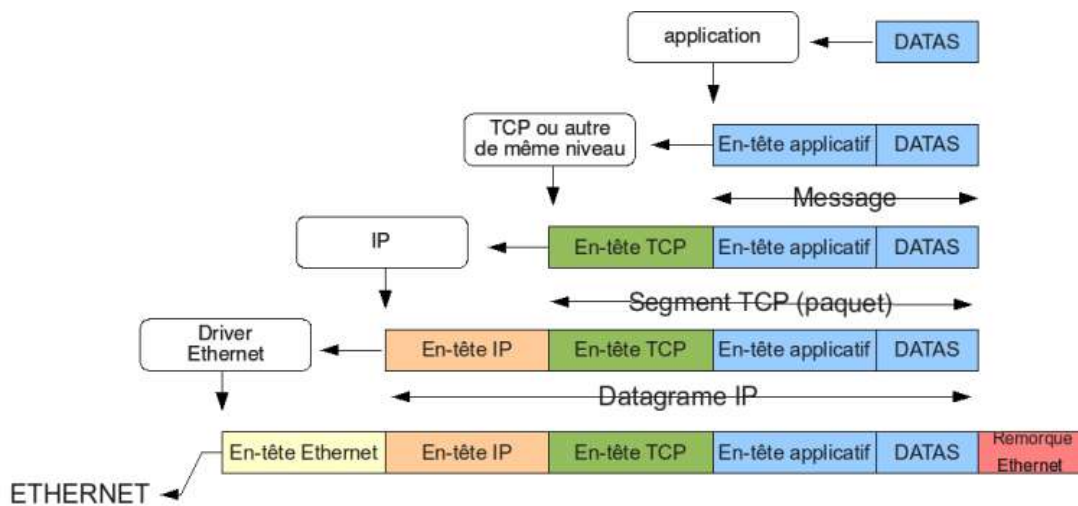 application
DATAS
TCP ou autre
de même niveau
En-tête applicatif
DATAS
Message
IP
En-tête TCP
En-tête applicatif
DATAS
Segment TCP (paquet)
Driver
Ethernet
En-tête IP
En-tête TCP
En-tête applicatif
DATAS
Datagrame IP
En-tête Ethernet
En-tête IP
En-tête TCP
En-tête applicatif
DATAS
Remorque
Ethernet
ETHERNET